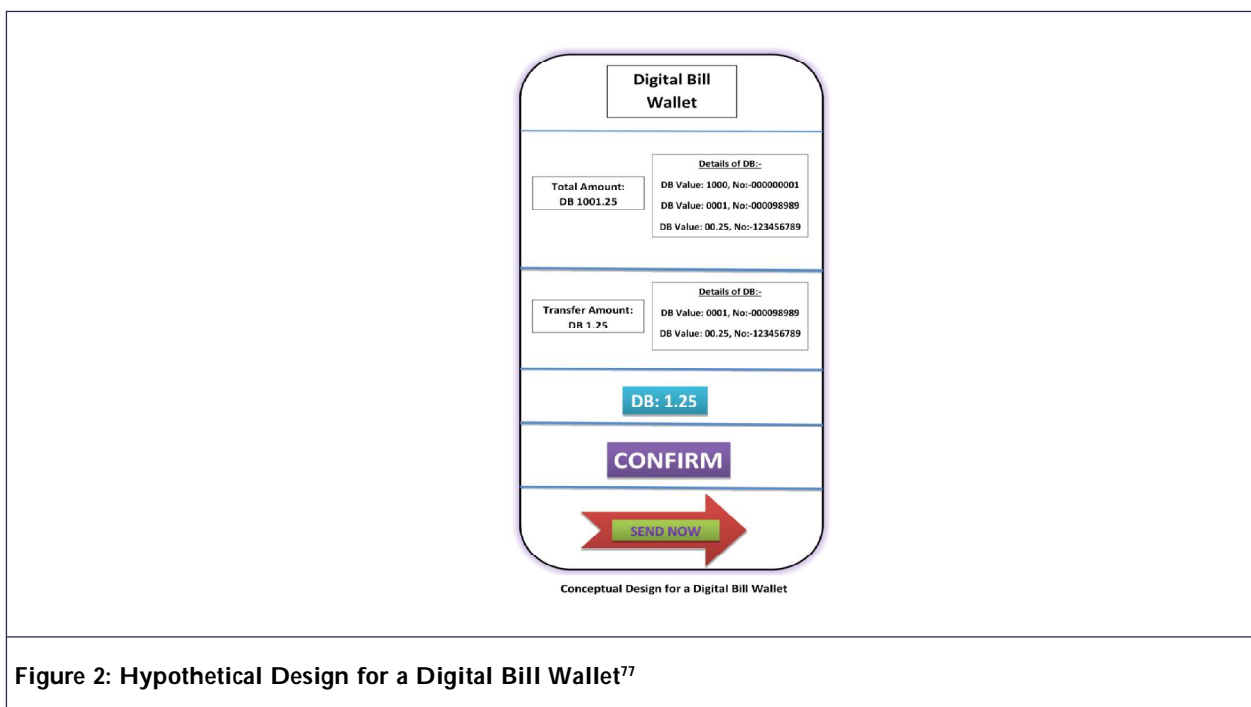 Digital Bill
Wallet
Total Amount:
DB 1001.25
Details of DB:-
DB Value: 1000, No:-000000001
DB Value: 0001, No:-000098989
DB Value: 00.25, No:-123456789
Transfer Amount:
DB 1.25
Details of DB:-
DB Value: 0001, No:-000098989
DB Value: 00.25, No:-123456789
DB: 1.25
CONFIRM
SEND NOW
Conceptual Design for a Digital Bill Wallet
Figure 2: Hypothetical Design for a Digital Bill Wallet⁷⁷